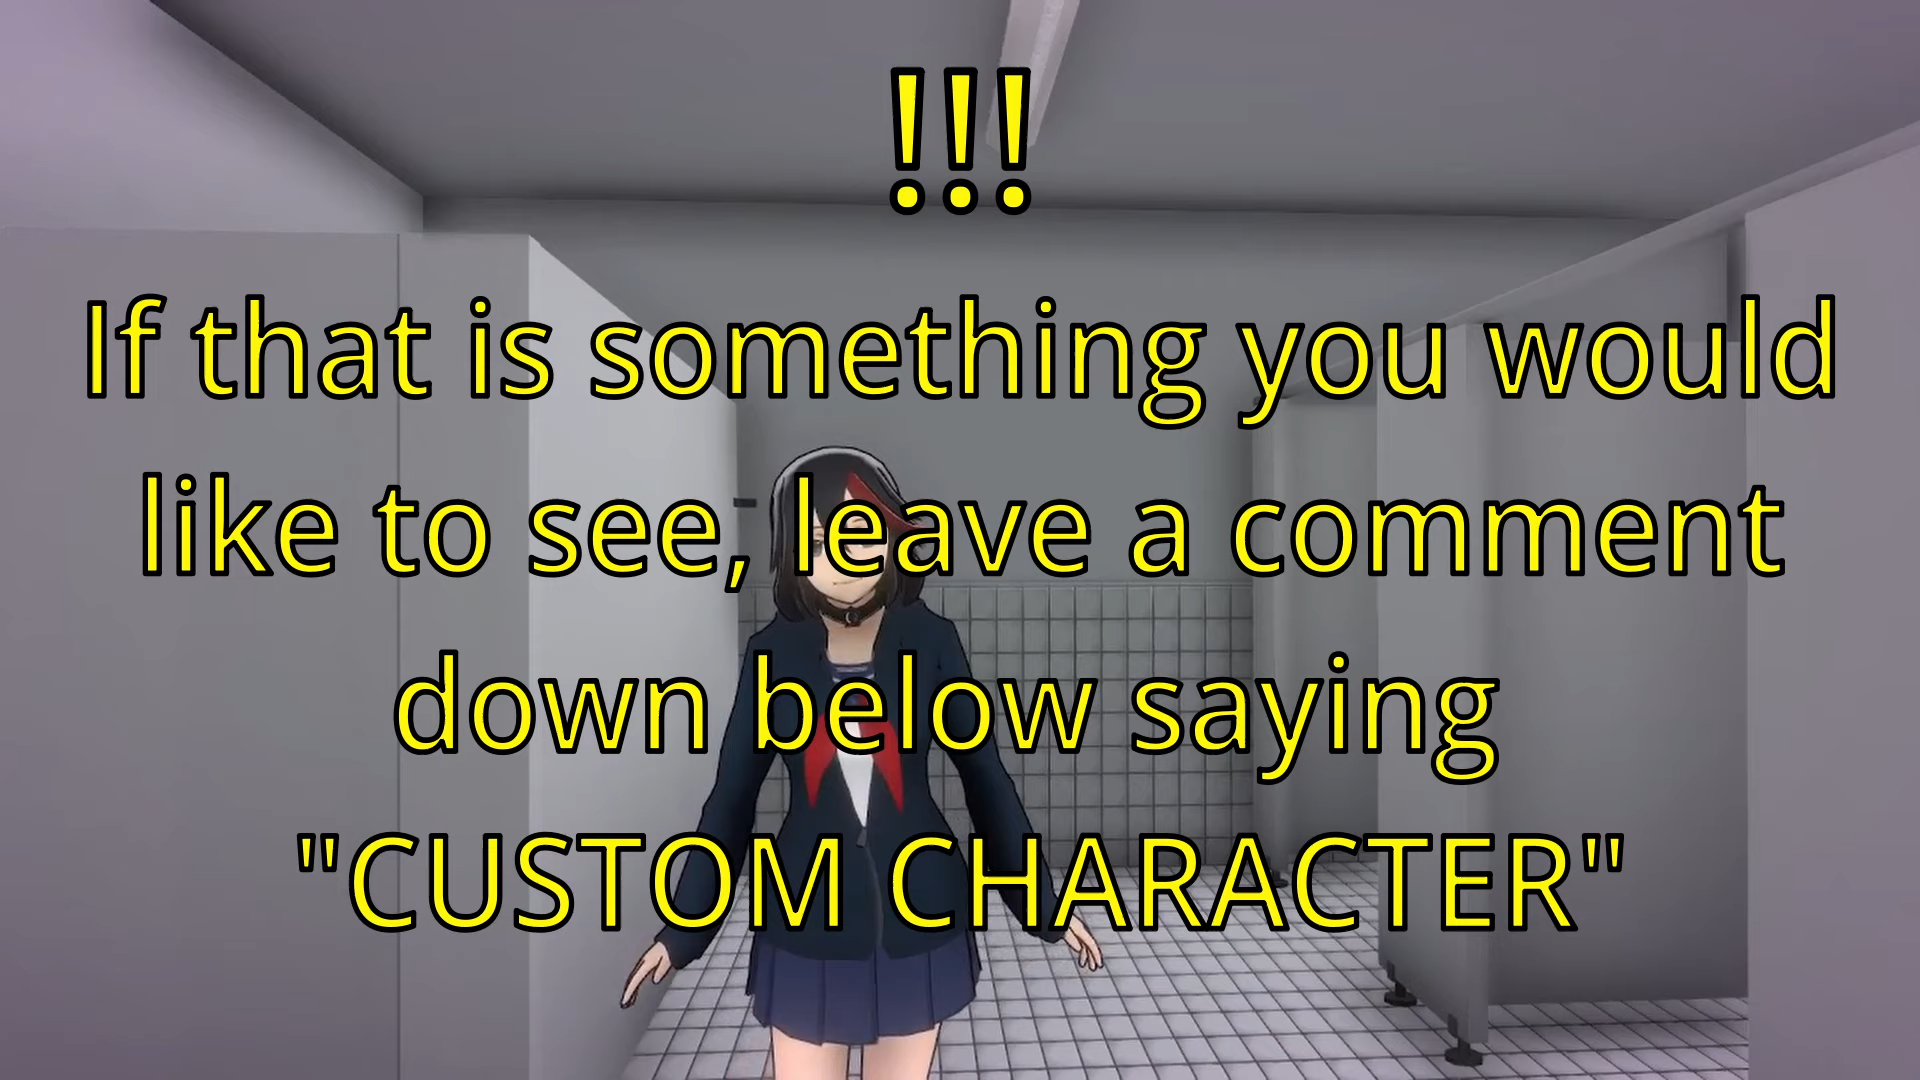 !!!
If that is something you would
like to see, leave a comment
down below saying
"CUSTOM CHARACTER"